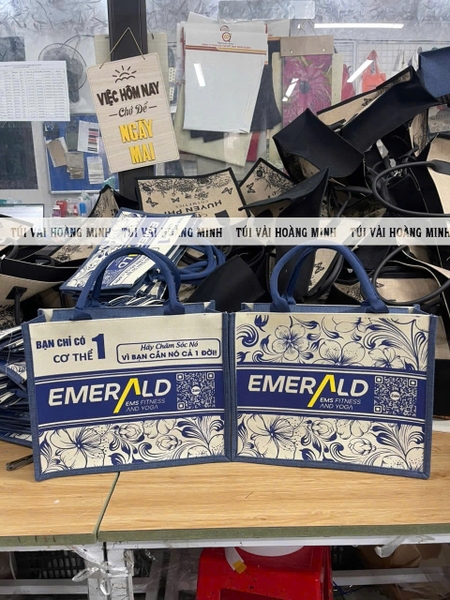 VIỆC HÔM NAY
Chớ Để
NGÀY
MAI
HUYEN PHI
TÚI VẢI HOÀNG MINH TÚI VẢI HOÀNG MINH TÚI VẢI HOÀNG MINH TÚI VẢI HOÀNG MINH
BẠN CHỈ CÓ
CƠ THỂ 1
Hãy Chăm Sóc Nó
VÌ BẠN CẦN NÓ CẢ 1 ĐỜI!
EMERALD
EMS FITNESS
AND YOGA
EMERALD
EMS FITNESS
AND YOGA